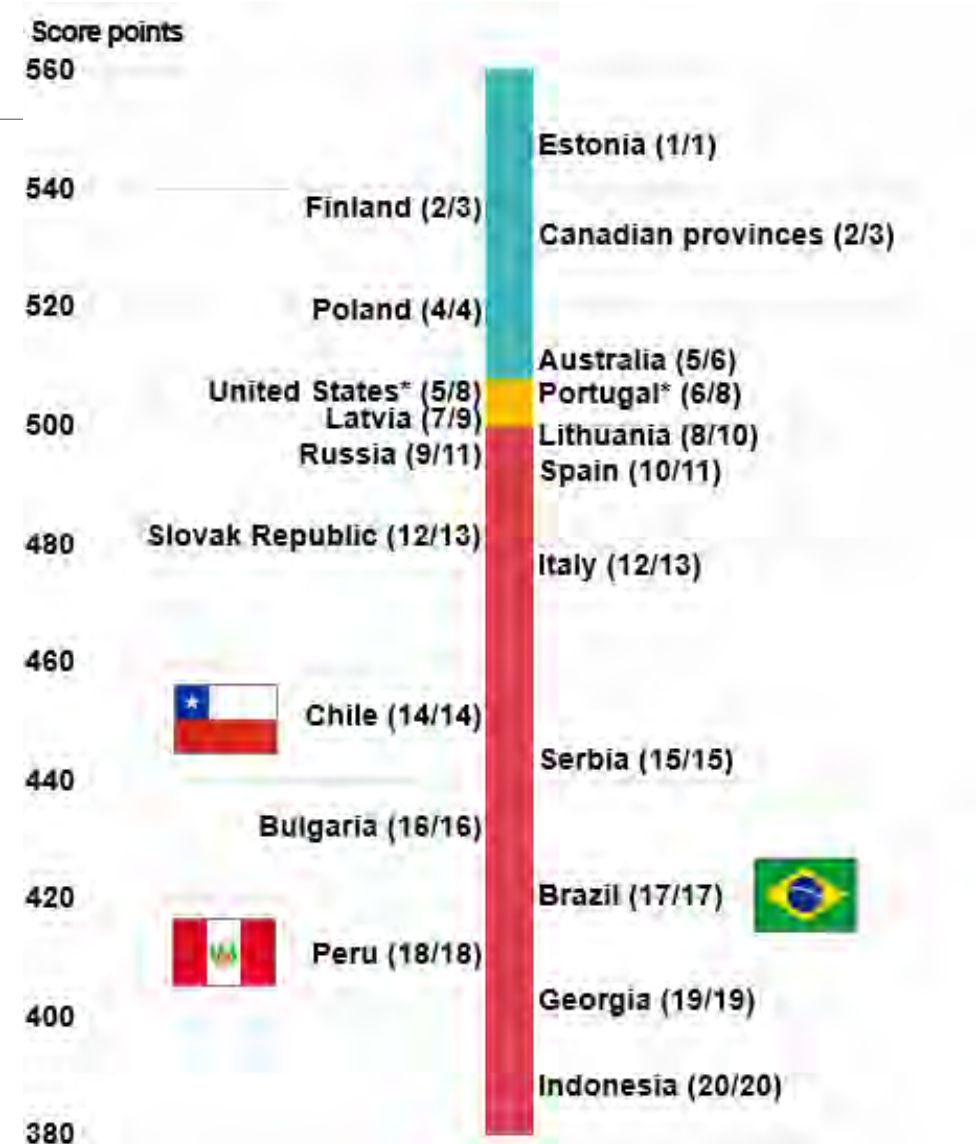 Score points
560
Estonia (1/1)
540
Finland (2/3)
Canadian provinces (2/3)
520
Poland (4/4)
Australia (5/6)
United States* (5/8)
Portugal* (6/8)
Latvia (7/9)
500
Lithuania (8/10)
Russia (9/11)
Spain (10/11)
Slovak Republic (12/13)
480
Italy (12/13)
460
Chile (14/14)
Serbia (15/15)
440
Bulgaria (16/16)
420
Brazil (17/17)
Peru (18/18)
Georgia (19/19)
400
Indonesia (20/20)
380